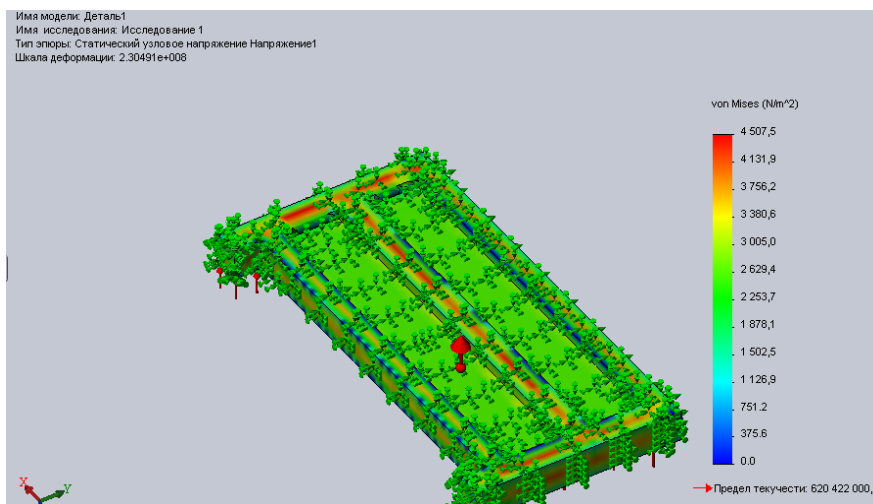 Имя модели: Деталь1
Имя исследования: Исследование 1
Тип эпюры: Статический узловое напряжение Напряжение1
Шкала деформации: 2.30491e+008
von Mises (N/m^2)
4 507,5
4 131,9
3 756,2
3 380,6
3 005,0
2 629,4
2 253,7
1 878,1
1 502,5
1 126,9
751.2
375.6
0.0
Предел текучести: 620 422 000,
X
Y